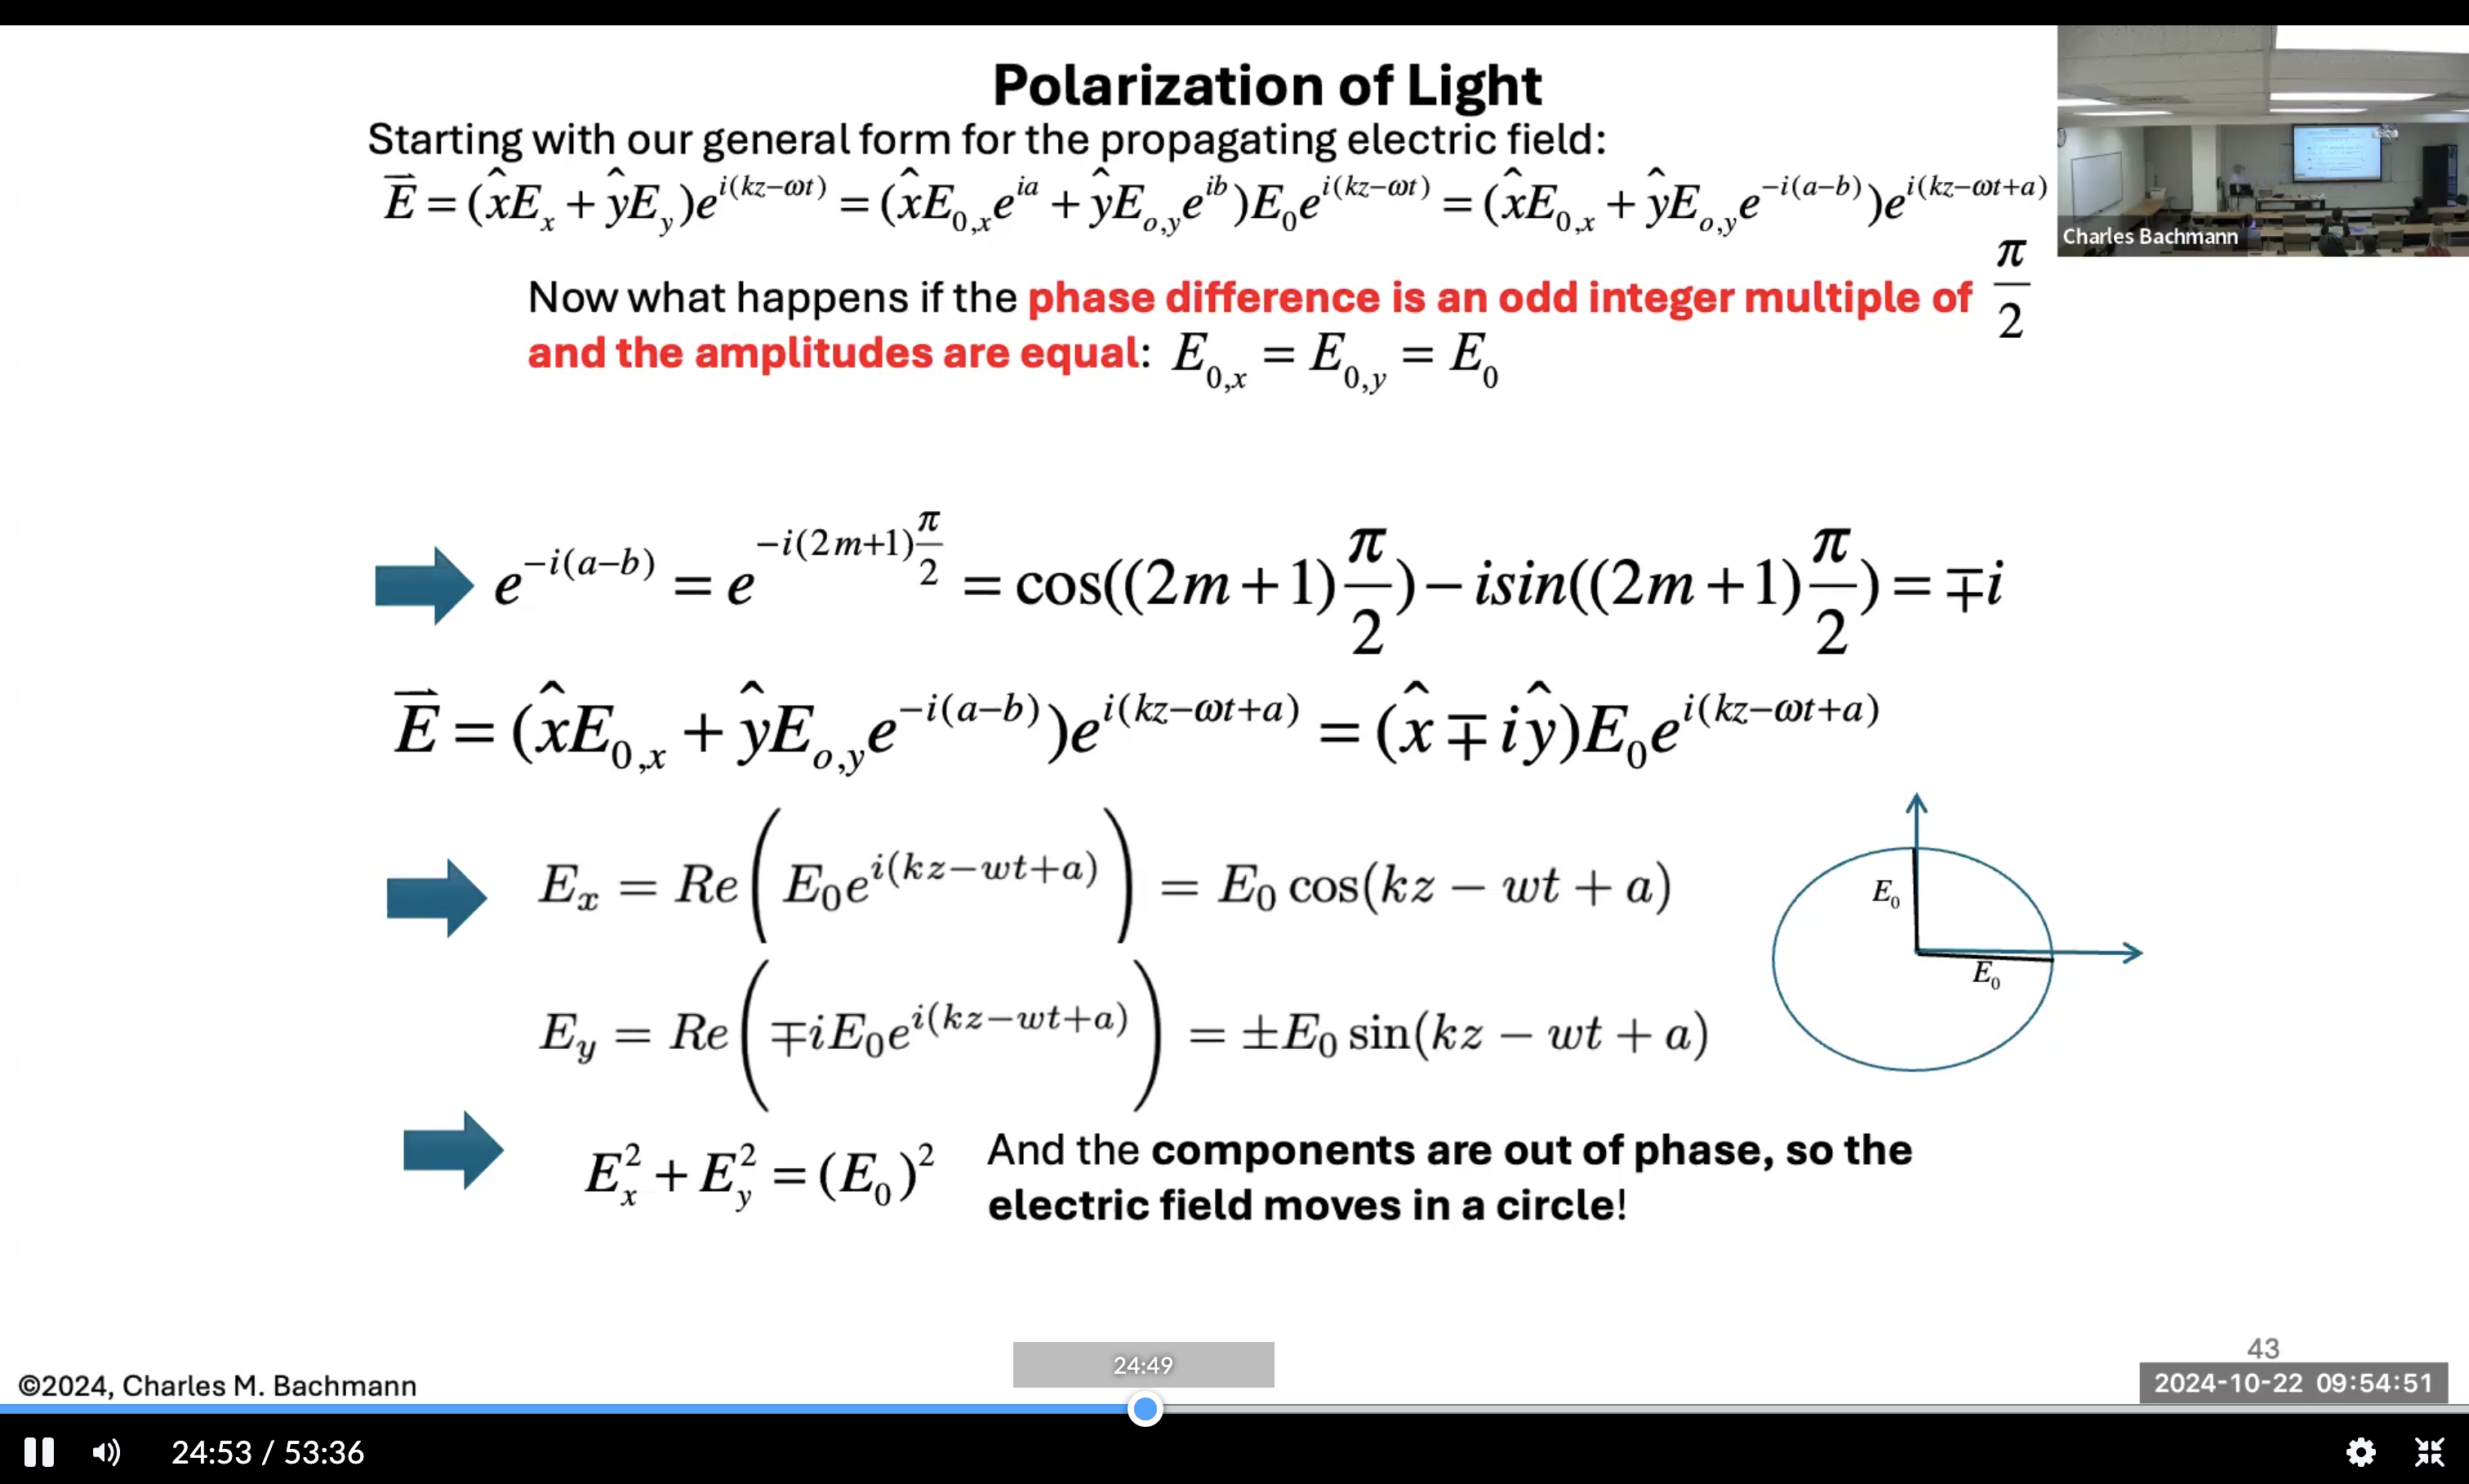 Polarization of Light
Starting with our general form for the propagating electric field:
$\vec{E} = (\hat{x}E_x + \hat{y}E_y)e^{i(kz-\omega t)} = (\hat{x}E_{0,x}e^{ia} + \hat{y}E_{o,y}e^{ib})E_0e^{i(kz-\omega t)} = (\hat{x}E_{0,x} + \hat{y}E_{o,y}e^{-i(a-b)})e^{i(kz-\omega t+a)}$
Charles Bachmann
Now what happens if the phase difference is an odd integer multiple of $\frac{\pi}{2}$
and the amplitudes are equal: $E_{0,x} = E_{0,y} = E_0$
$e^{-i(a-b)} = e^{-i(2m+1)\frac{\pi}{2}} = \cos((2m+1)\frac{\pi}{2}) - isin((2m+1)\frac{\pi}{2}) = \mp i$
$\vec{E} = (\hat{x}E_{0,x} + \hat{y}E_{o,y}e^{-i(a-b)})e^{i(kz-\omega t+a)} = (\hat{x} \mp i\hat{y})E_0e^{i(kz-\omega t+a)}$
$E_x = Re\left(E_0e^{i(kz-wt+a)}\right) = E_0\cos(kz - wt + a)$
$E_0$
$E_0$
$E_y = Re\left(\mp iE_0e^{i(kz-wt+a)}\right) = \pm E_0\sin(kz - wt + a)$
$E_x^2 + E_y^2 = (E_0)^2$
And the components are out of phase, so the
electric field moves in a circle!
43
24:49
©2024, Charles M. Bachmann
2024-10-22 09:54:51
24:53 / 53:36